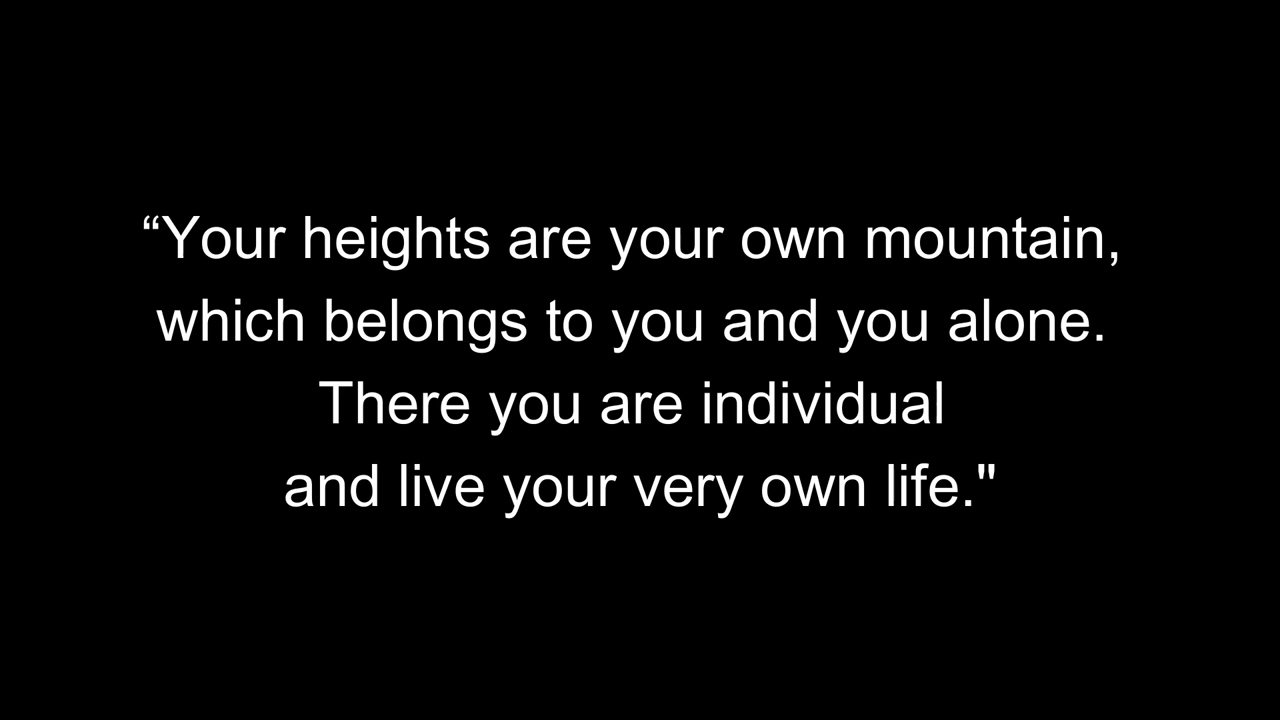 “Your heights are your own mountain,
which belongs to you and you alone.
There you are individual
and live your very own life."